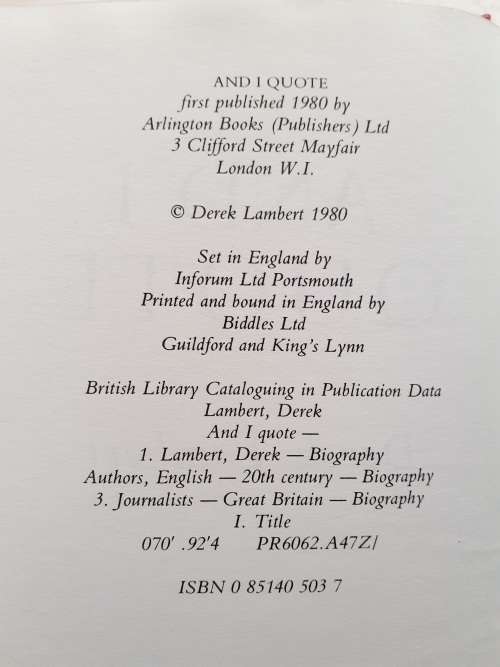 AND I QUOTE
first published 1980 by
Arlington Books (Publishers) Ltd
3 Clifford Street Mayfair
London W.I.
© Derek Lambert 1980
Set in England by
Inforum Ltd Portsmouth
Printed and bound in England by
Biddles Ltd
Guildford and King's Lynn
British Library Cataloguing in Publication Data
Lambert, Derek
And I quote —
1. Lambert, Derek — Biography
Authors, English — 20th century — Biography
3. Journalists — Great Britain — Biography
I. Title
070' .92'4 PR6062.A47Z/
ISBN 0 85140 503 7